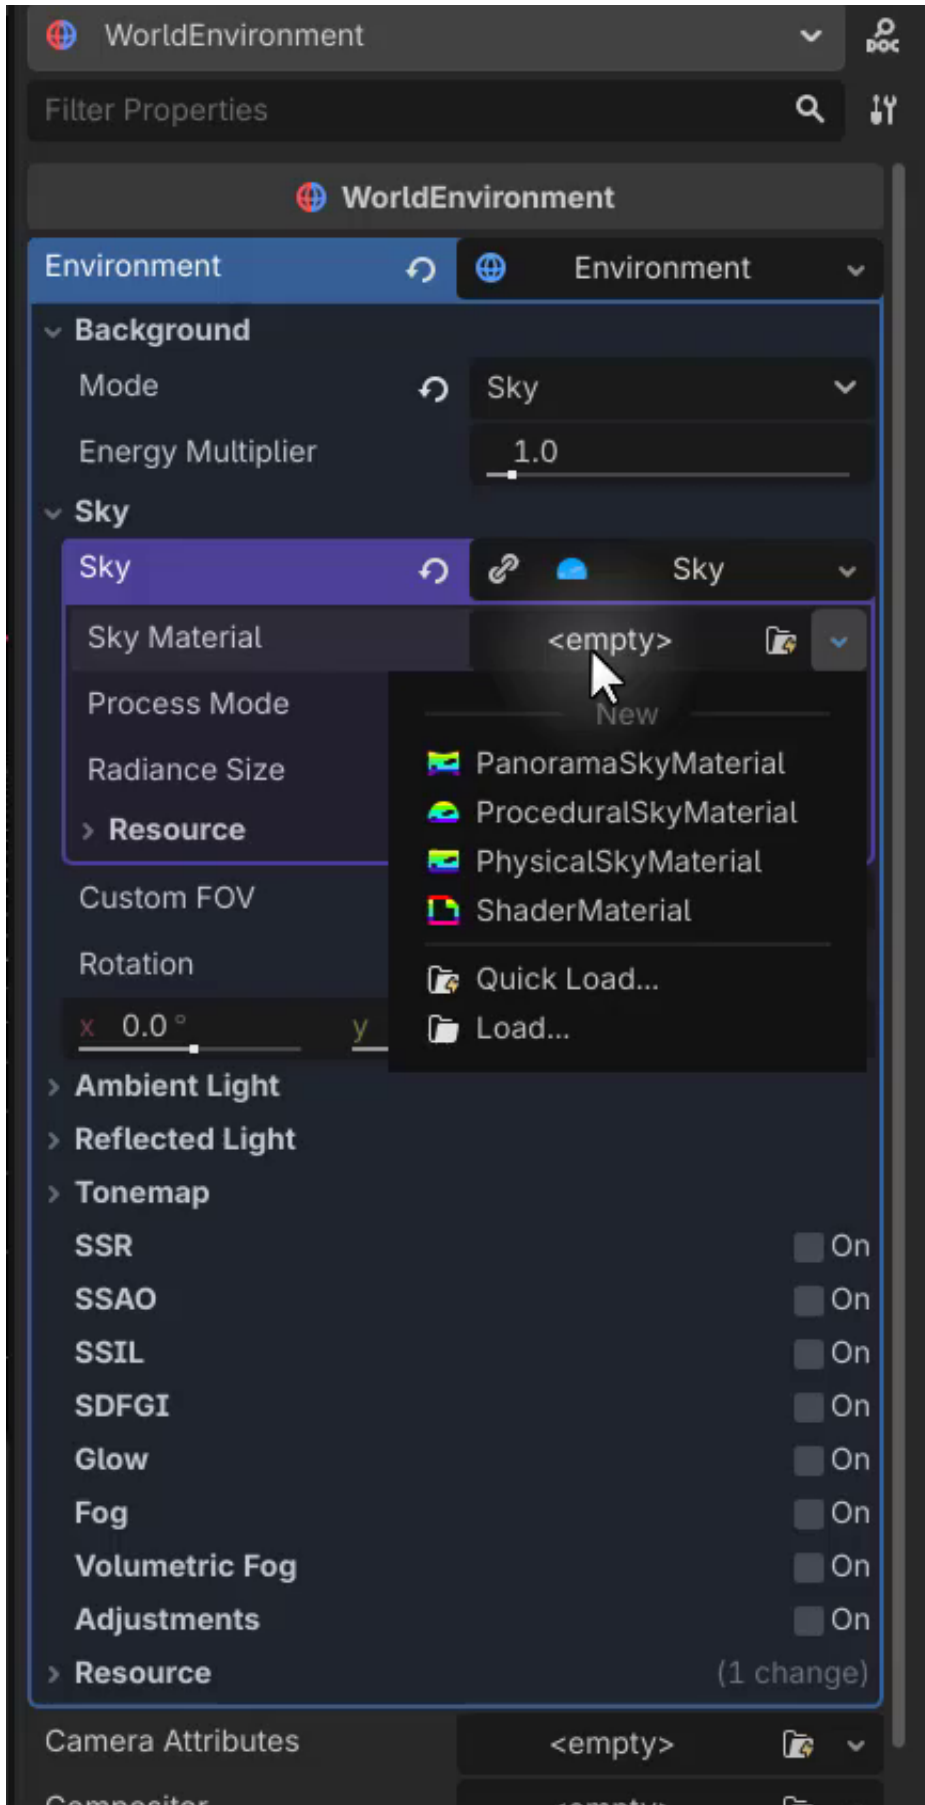 WorldEnvironment
DOC
Filter Properties
WorldEnvironment
Environment Environment
Background
Mode Sky
Energy Multiplier 1.0
Sky
Sky Sky
Sky Material <empty>
Process Mode
Radiance Size
Resource
Custom FOV
Rotation
x 0.0 ° y
New
PanoramaSkyMaterial
ProceduralSkyMaterial
PhysicalSkyMaterial
ShaderMaterial
Quick Load...
Load...
Ambient Light
Reflected Light
Tonemap
SSR On
SSAO On
SSIL On
SDFGI On
Glow On
Fog On
Volumetric Fog On
Adjustments On
Resource (1 change)
Camera Attributes <empty>
Compositor <empty>